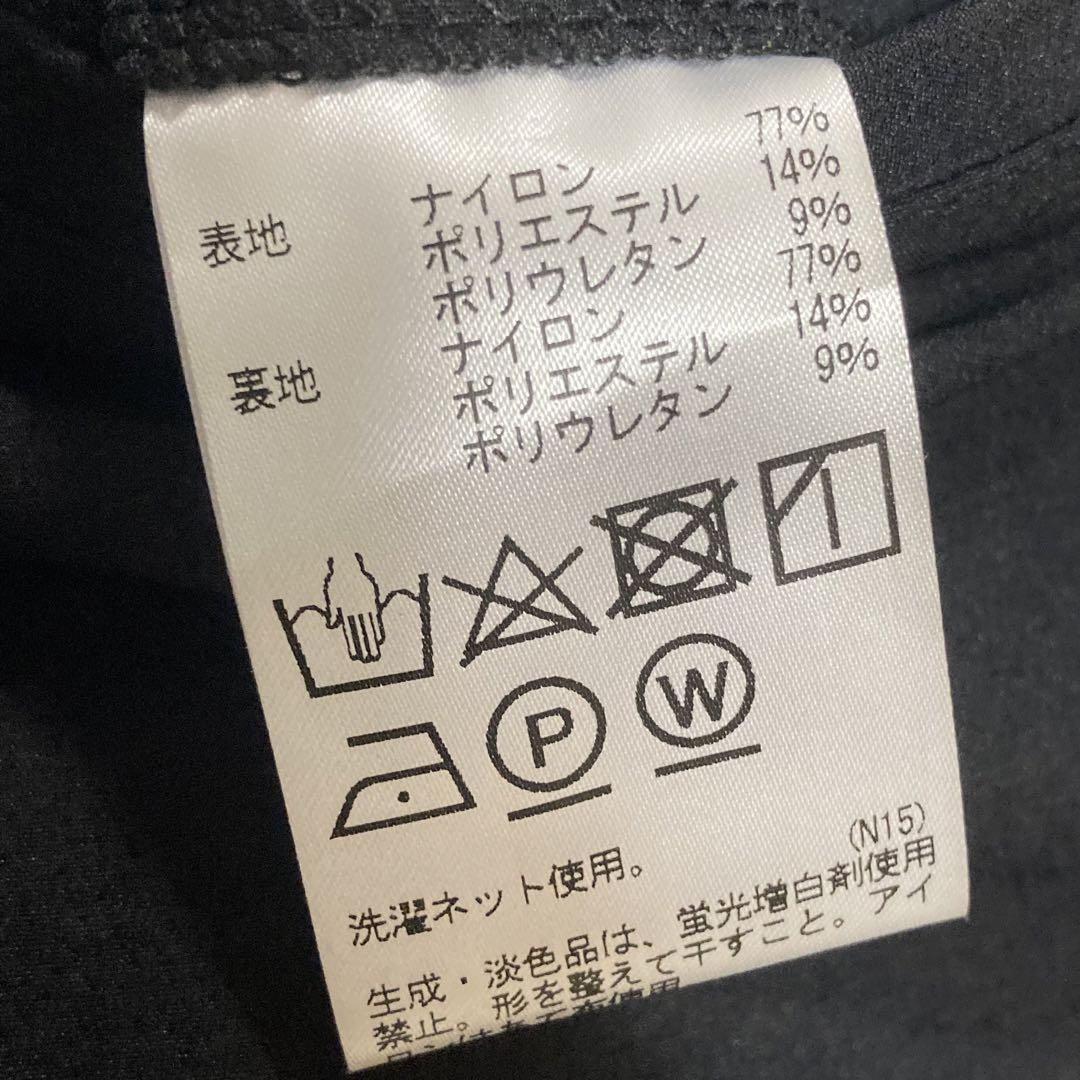 表地 ナイロン 77%
ポリエステル 14%
ポリウレタン 9%
裏地 ナイロン 77%
ポリエステル 14%
ポリウレタン 9%
P W
(N15)
洗濯ネット使用。
生成・淡色品は、蛍光増白剤使用
禁止。形を整えて干すこと。アイ